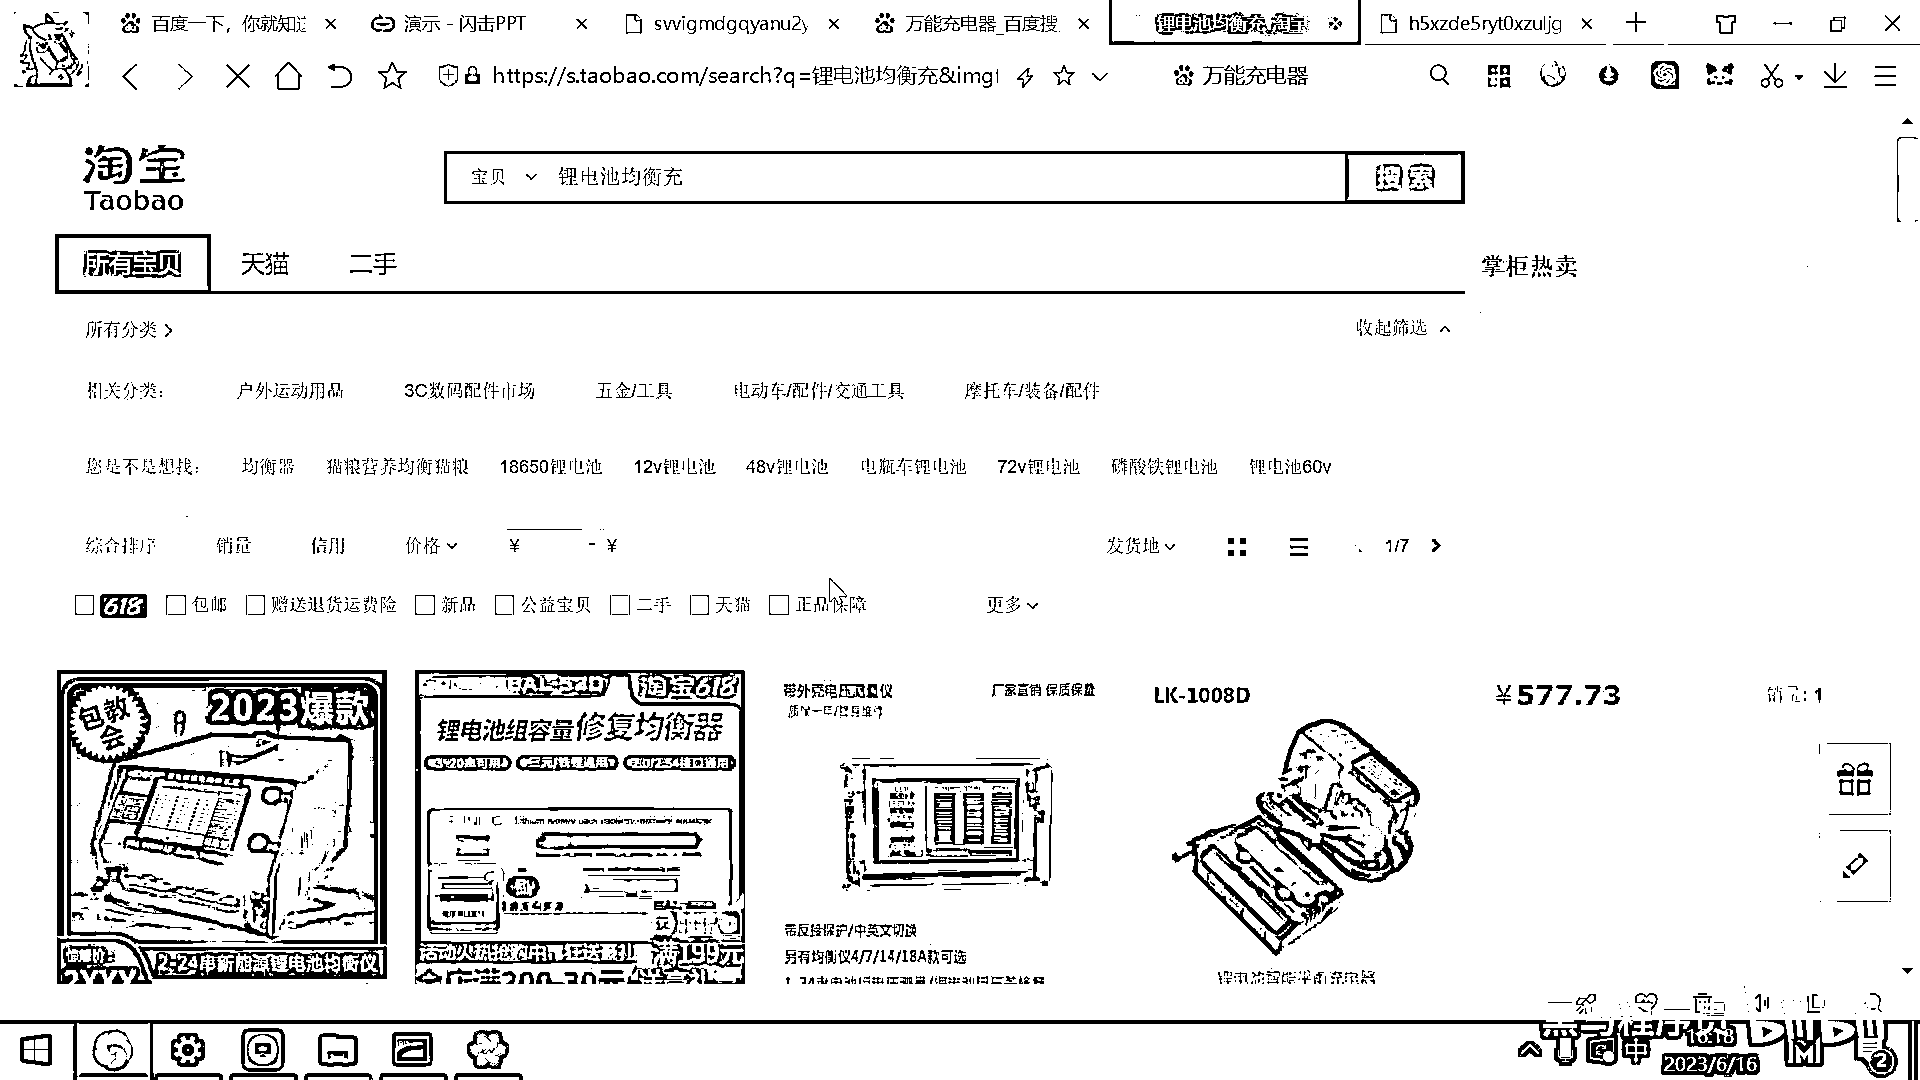 百度一下，你就知道
演示 - 闪击PPT
svvigmdgqyanu2y
万能充电器_百度搜
锂电池均衡充_淘宝
h5xzde5ryt0xzuljg
https://s.taobao.com/search?q=锂电池均衡充&imgf
万能充电器
淘宝
Taobao
宝贝
锂电池均衡充
搜索
所有宝贝
天猫
二手
掌柜热卖
所有分类
收起筛选
相关分类：
户外运动用品
3C数码配件市场
五金/工具
电动车/配件/交通工具
摩托车/装备/配件
您是不是想找：
均衡器
猫粮营养均衡猫粮
18650锂电池
12v锂电池
48v锂电池
电瓶车锂电池
72v锂电池
磷酸铁锂电池
锂电池60v
综合排序
销量
信用
价格
¥
-
¥
发货地
1/7
618
包邮
赠送退货运费险
新品
公益宝贝
二手
天猫
正品保障
更多
包教会
2023爆款
2-24串新能源锂电池均衡仪
淘宝618
锂电池组容量修复均衡器
满199元
带外壳电压测量仪
厂家直销 保质保量
带反接保护/中英文切换
另有均衡仪4/7/14/18A款可选
LK-1008D
锂电池智能平衡充电器
¥577.73
销量: 1
黑马程序员
中
16:18
2023/6/16
2